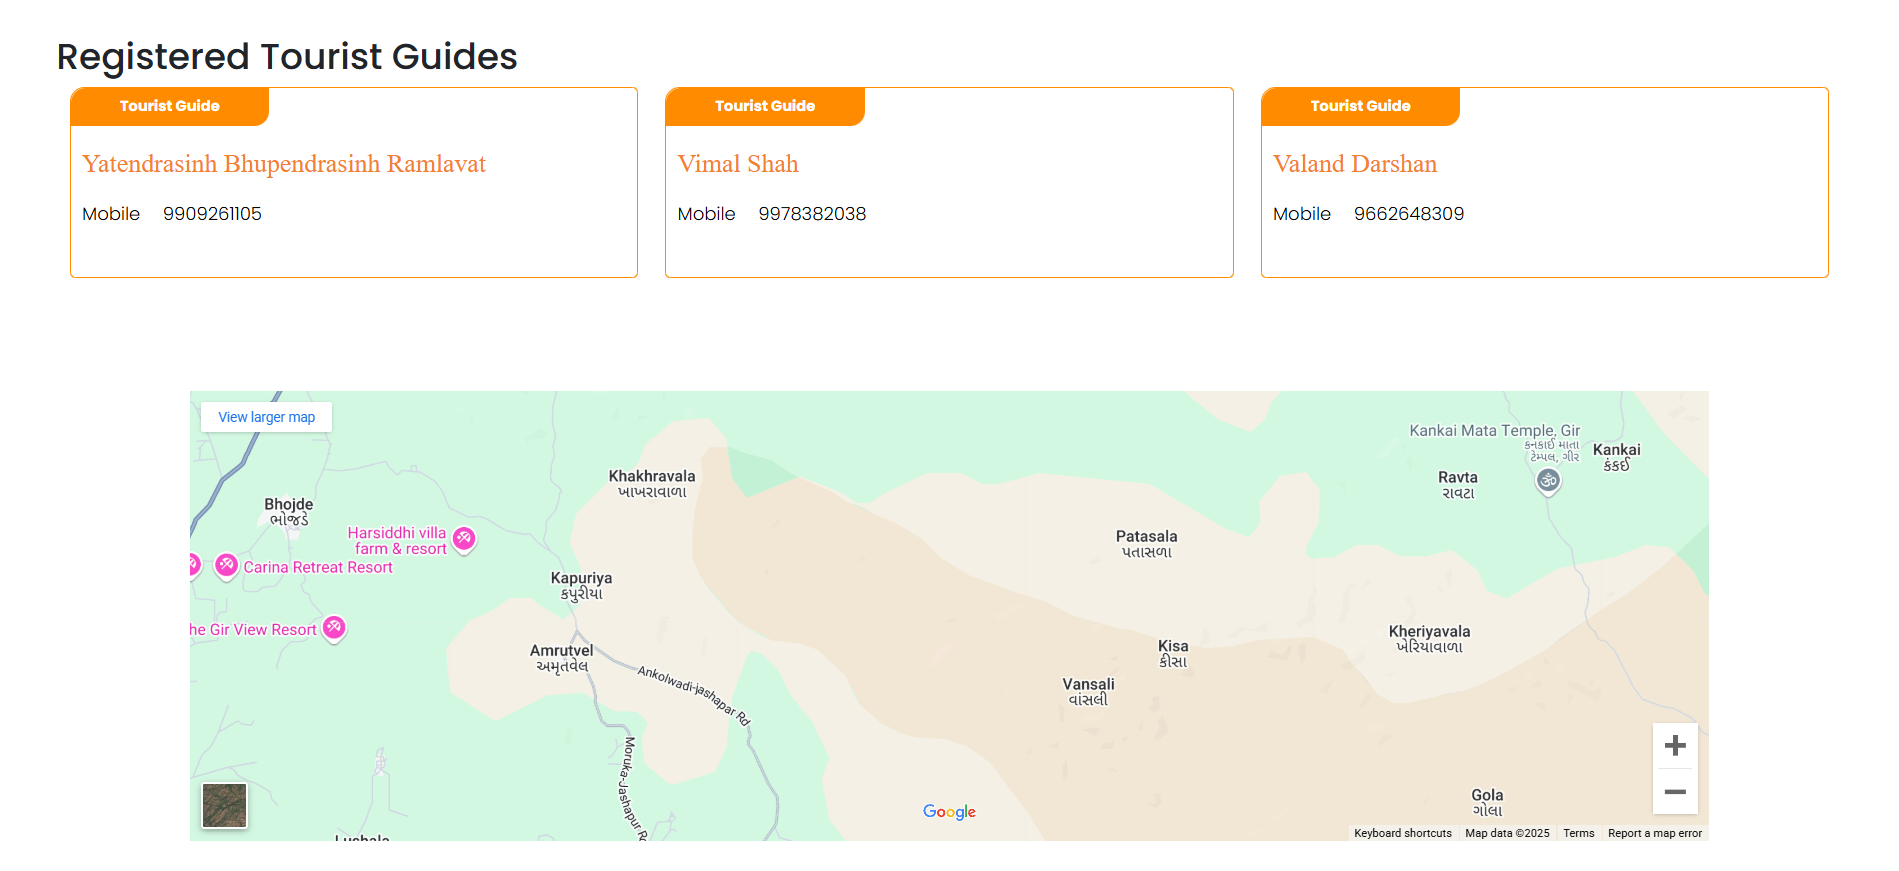 Registered Tourist Guides
Tourist Guide
Yatendrasinh Bhupendrasinh Ramlavat
Mobile 9909261105
Tourist Guide
Vimal Shah
Mobile 9978382038
Tourist Guide
Valand Darshan
Mobile 9662648309
View larger map
Kankai Mata Temple, Gir
કનકાઈ માતા
ટેમ્પલ, ગીર
Kankai
કંકઈ
Khakhravala
ખાખરાવાળા
Ravta
રાવટા
Bhojde
ભોજડે
Harsiddhi villa
farm & resort
Patasala
પતાસળા
Carina Retreat Resort
Kapuriya
કપુરીયા
he Gir View Resort
Kheriyavala
ખેરિયાવાળા
Amrutvel
અમૃતવેલ
Kisa
કીસા
Ankolwadi-jashapar Rd
Vansali
વાંસલી
Moruka-Jashapur
Gola
ગોલા
Google
Keyboard shortcuts Map data ©2025 Terms Report a map error